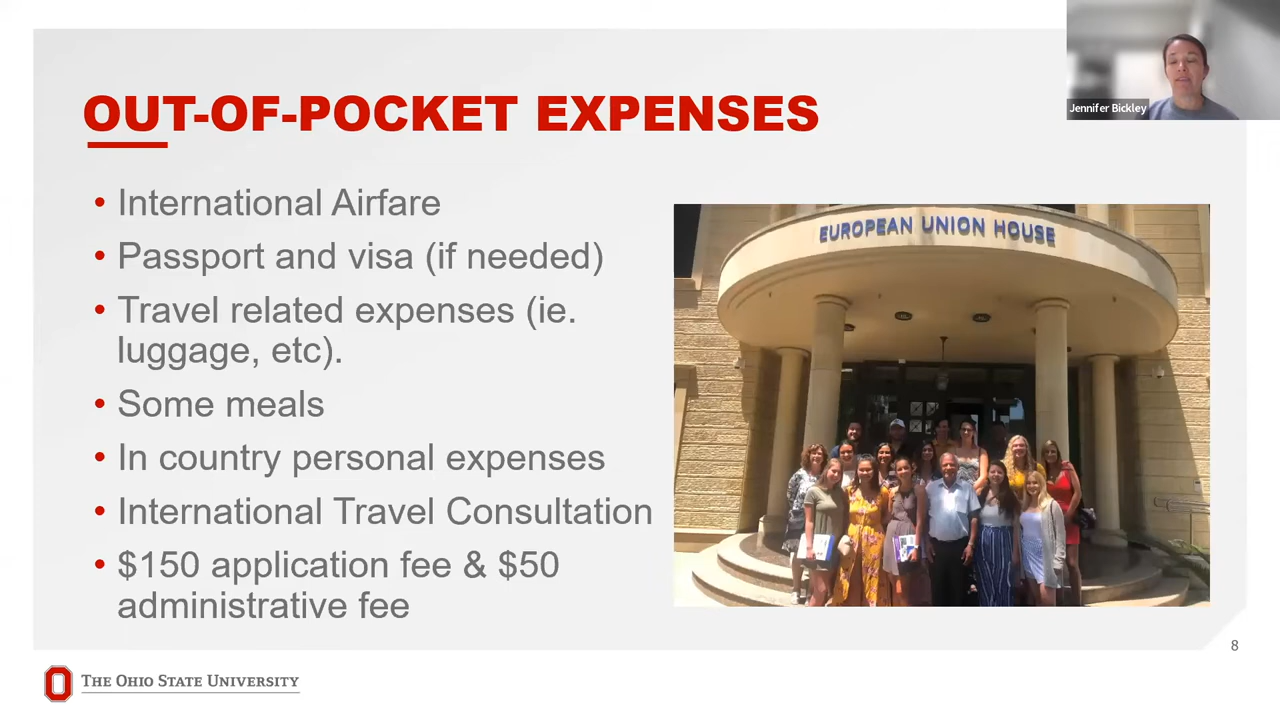 Jennifer Bickley
OUT-OF-POCKET EXPENSES
• International Airfare
• Passport and visa (if needed)
• Travel related expenses (ie.
luggage, etc).
• Some meals
• In country personal expenses
• International Travel Consultation
• $150 application fee & $50
administrative fee
EUROPEAN UNION HOUSE
8
THE OHIO STATE UNIVERSITY